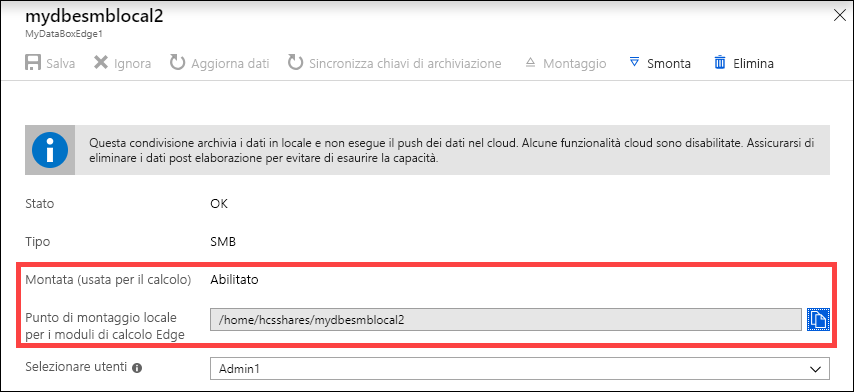 mydbesmblocal2
MyDataBoxEdge1
Salva Ignora Aggiorna dati Sincronizza chiavi di archiviazione Montaggio Smonta Elimina
Questa condivisione archivia i dati in locale e non esegue il push dei dati nel cloud. Alcune funzionalità cloud sono disabilitate. Assicurarsi di
eliminare i dati post elaborazione per evitare di esaurire la capacità.
Stato OK
Tipo SMB
Montata (usata per il calcolo) Abilitato
Punto di montaggio locale
per i moduli di calcolo Edge /home/hcsshares/mydbesmblocal2
Selezionare utenti Admin1